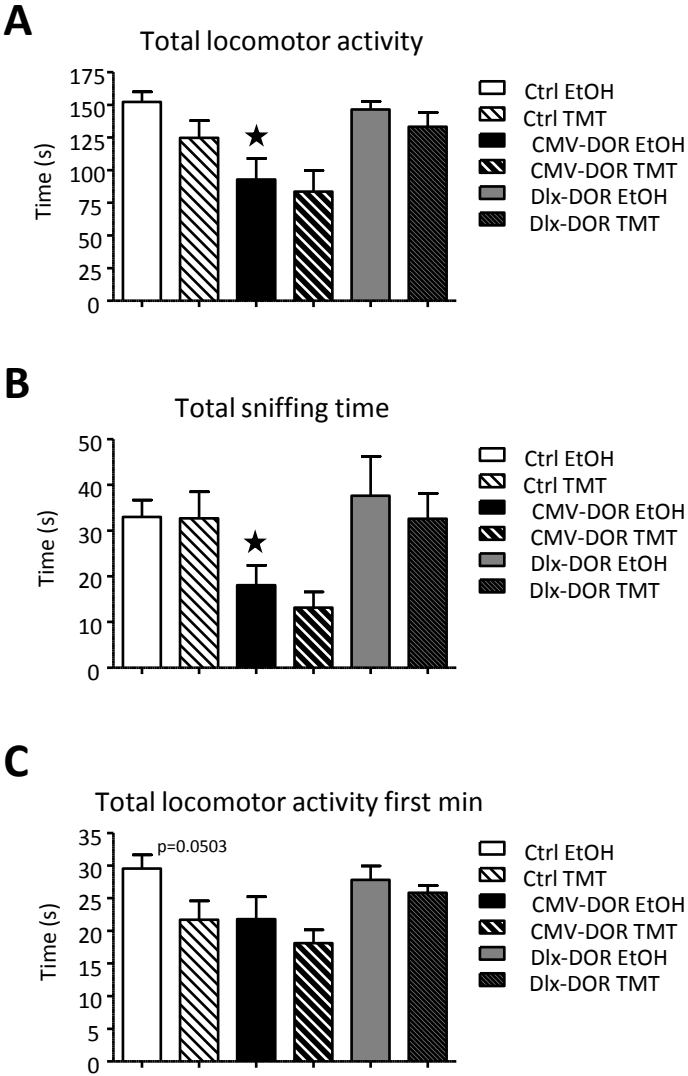 A
Total locomotor activity
175
150
125
100
75
50
25
0
Time (s)
Ctrl EtOH
Ctrl TMT
CMV-DOR EtOH
CMV-DOR TMT
Dlx-DOR EtOH
Dlx-DOR TMT
B
Total sniffing time
50
40
30
20
10
0
Time (s)
Ctrl EtOH
Ctrl TMT
CMV-DOR EtOH
CMV-DOR TMT
Dlx-DOR EtOH
Dlx-DOR TMT
C
Total locomotor activity first min
35
30
25
20
15
10
5
0
Time (s)
p=0.0503
Ctrl EtOH
Ctrl TMT
CMV-DOR EtOH
CMV-DOR TMT
Dlx-DOR EtOH
Dlx-DOR TMT